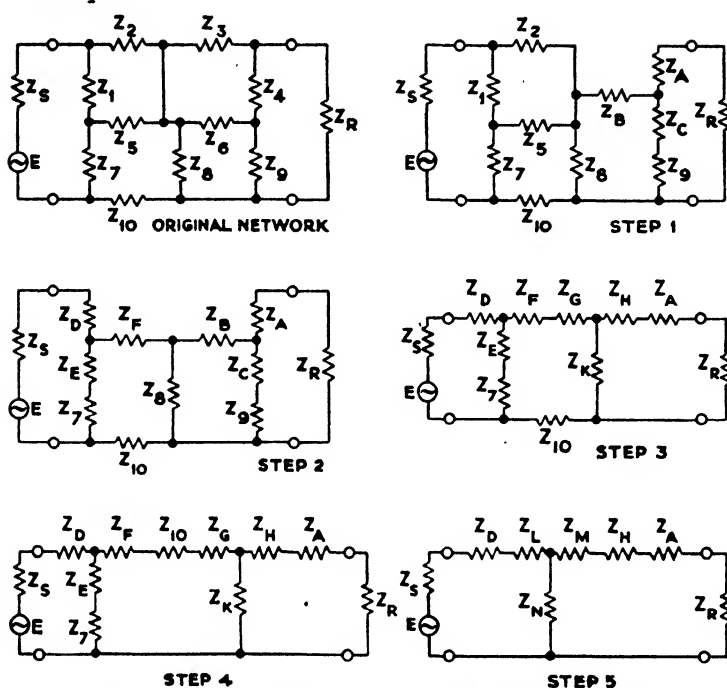 Z2 Z3 Z2
ZS Z1 Z4 ZS Z1 ZA
Z5 Z6 ZR Z5 ZB ZC ZR
E Z7 Z8 Z9 E Z7 Z8 Z9
Z10 ORIGINAL NETWORK Z10 STEP 1
ZD ZF ZB ZA ZD ZF ZG ZH ZA
ZS ZE ZC ZR ZS ZE ZK ZR
E Z7 Z8 Z9 E Z7
Z10 STEP 2 Z10 STEP 3
ZD ZF Z10 ZG ZH ZA ZD ZL ZM ZH ZA
ZS ZE ZK ZR ZS ZN ZR
E Z7 E
STEP 4 STEP 5